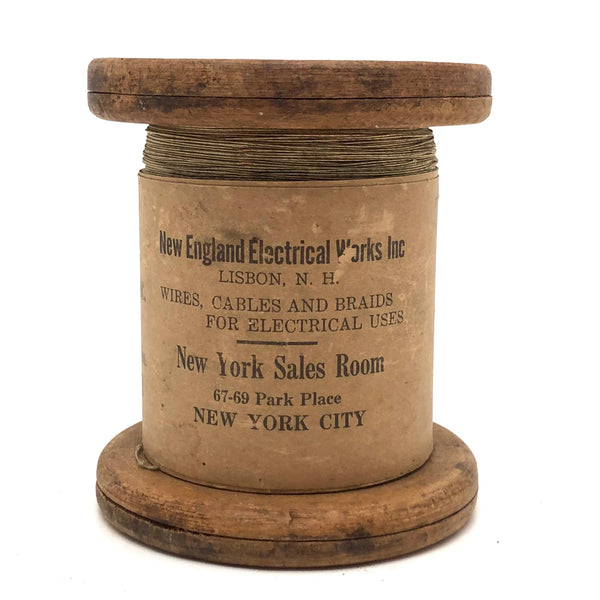 New England Electrical Works Inc
LISBON, N. H.
WIRES, CABLES AND BRAIDS
FOR ELECTRICAL USES
New York Sales Room
67-69 Park Place
NEW YORK CITY